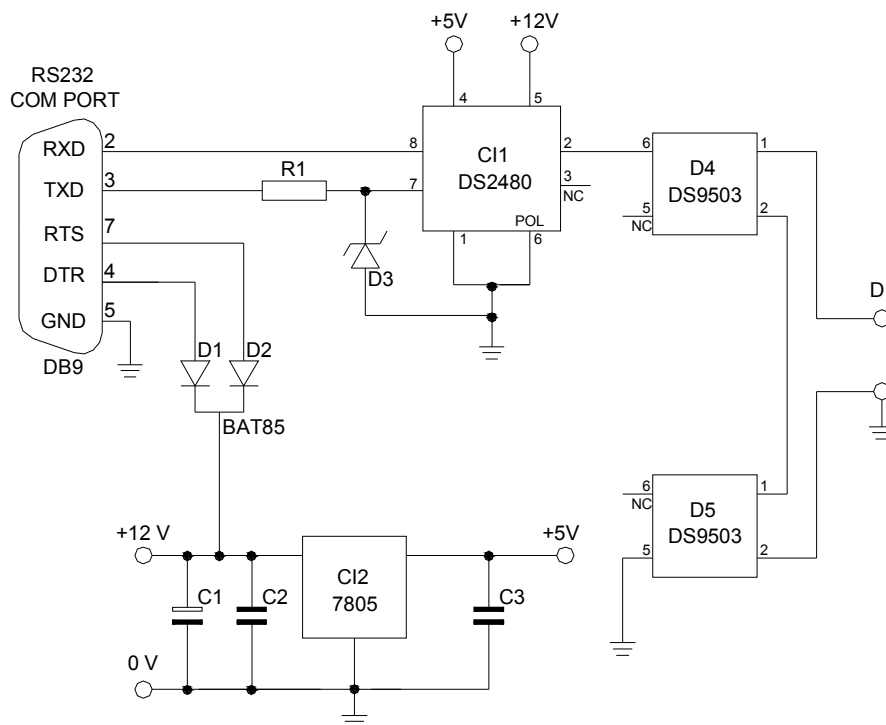 +5V
+12V
RS232
COM PORT
4
5
RXD
2
8
CI1
DS2480
2
6
D4
DS9503
1
TXD
3
R1
7
3
NC
RTS
7
POL
1
6
5
NC
2
DTR
4
D3
D
GND
5
DB9
D1
D2
BAT85
6
NC
D5
DS9503
1
5
2
+12 V
+5V
CI2
7805
C1
C2
C3
0 V